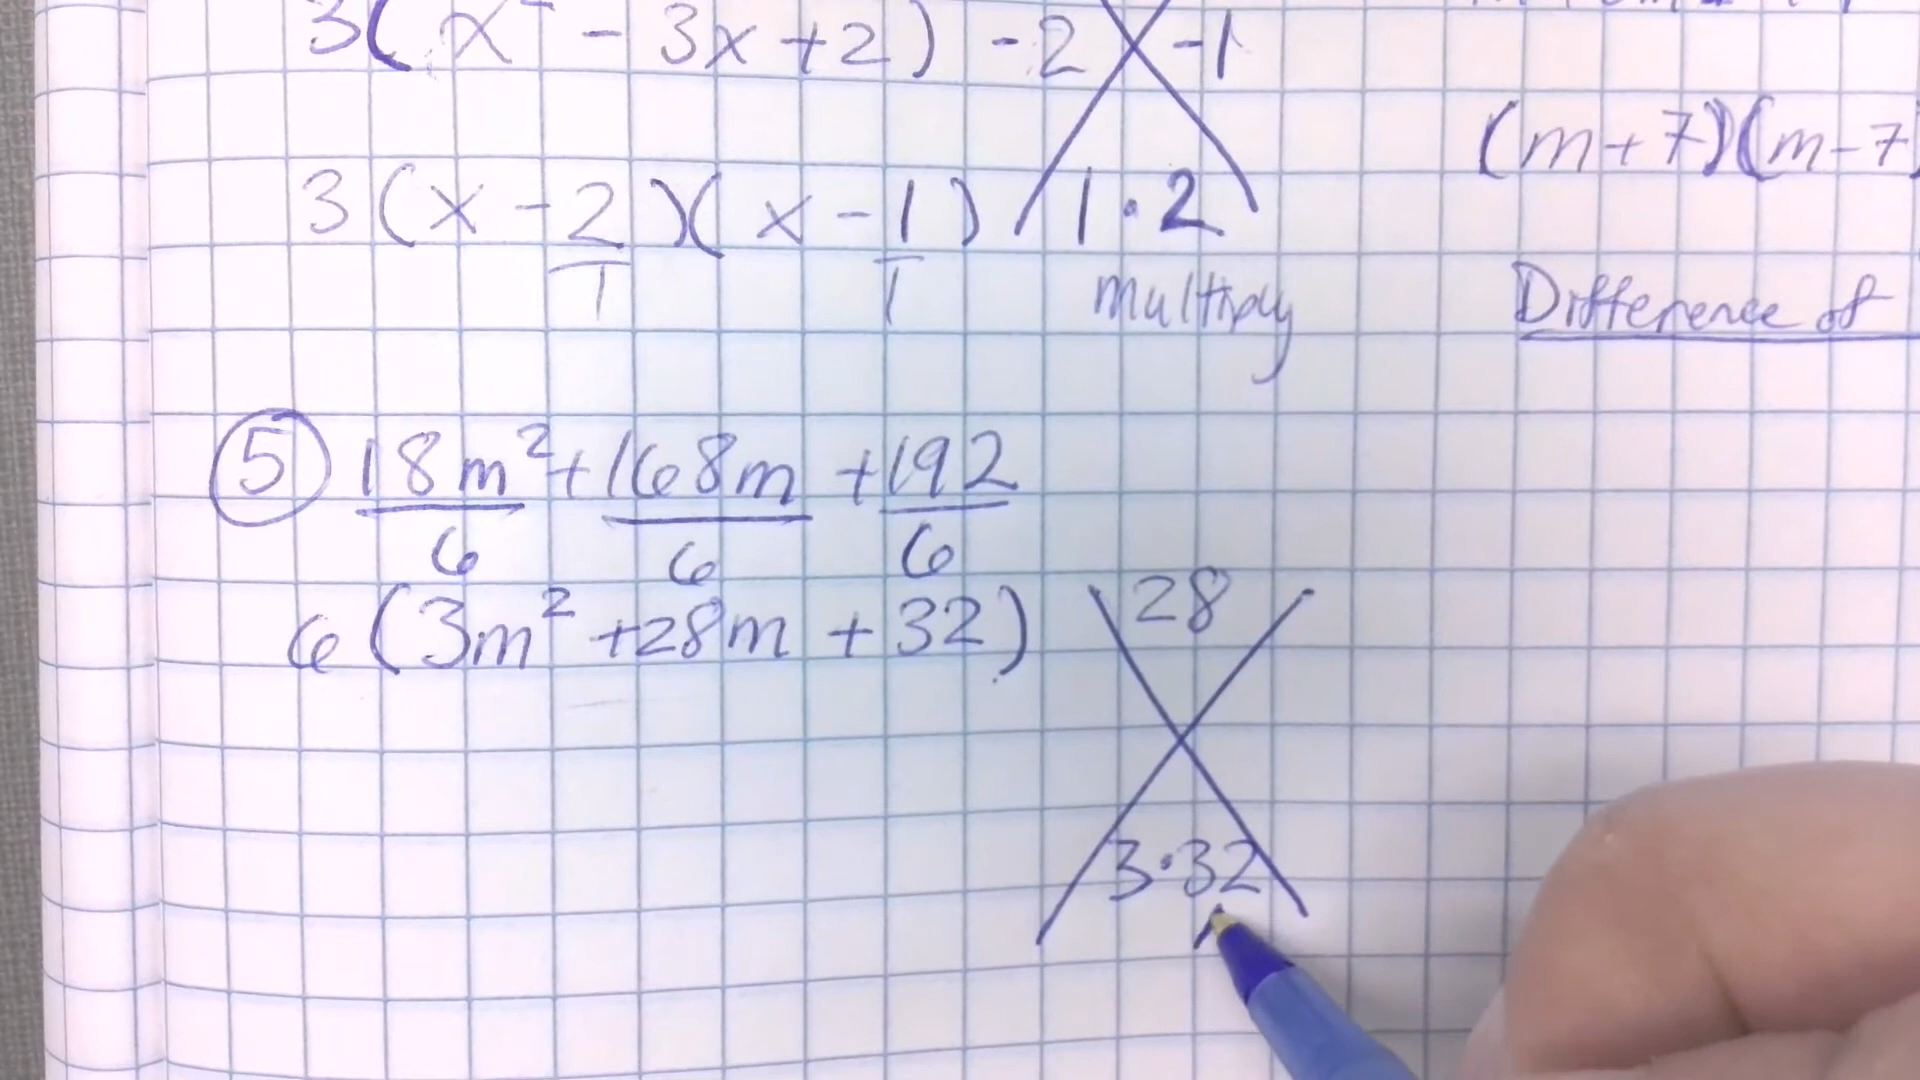 3(x² - 3x + 2) -2 -1
3(x - 2)(x - 1) 1·2
1 1 multiply
(m+7)(m-7
Difference of
⑤ 18m² + 168m + 192
6 6 6
6(3m² + 28m + 32) 28
3·32